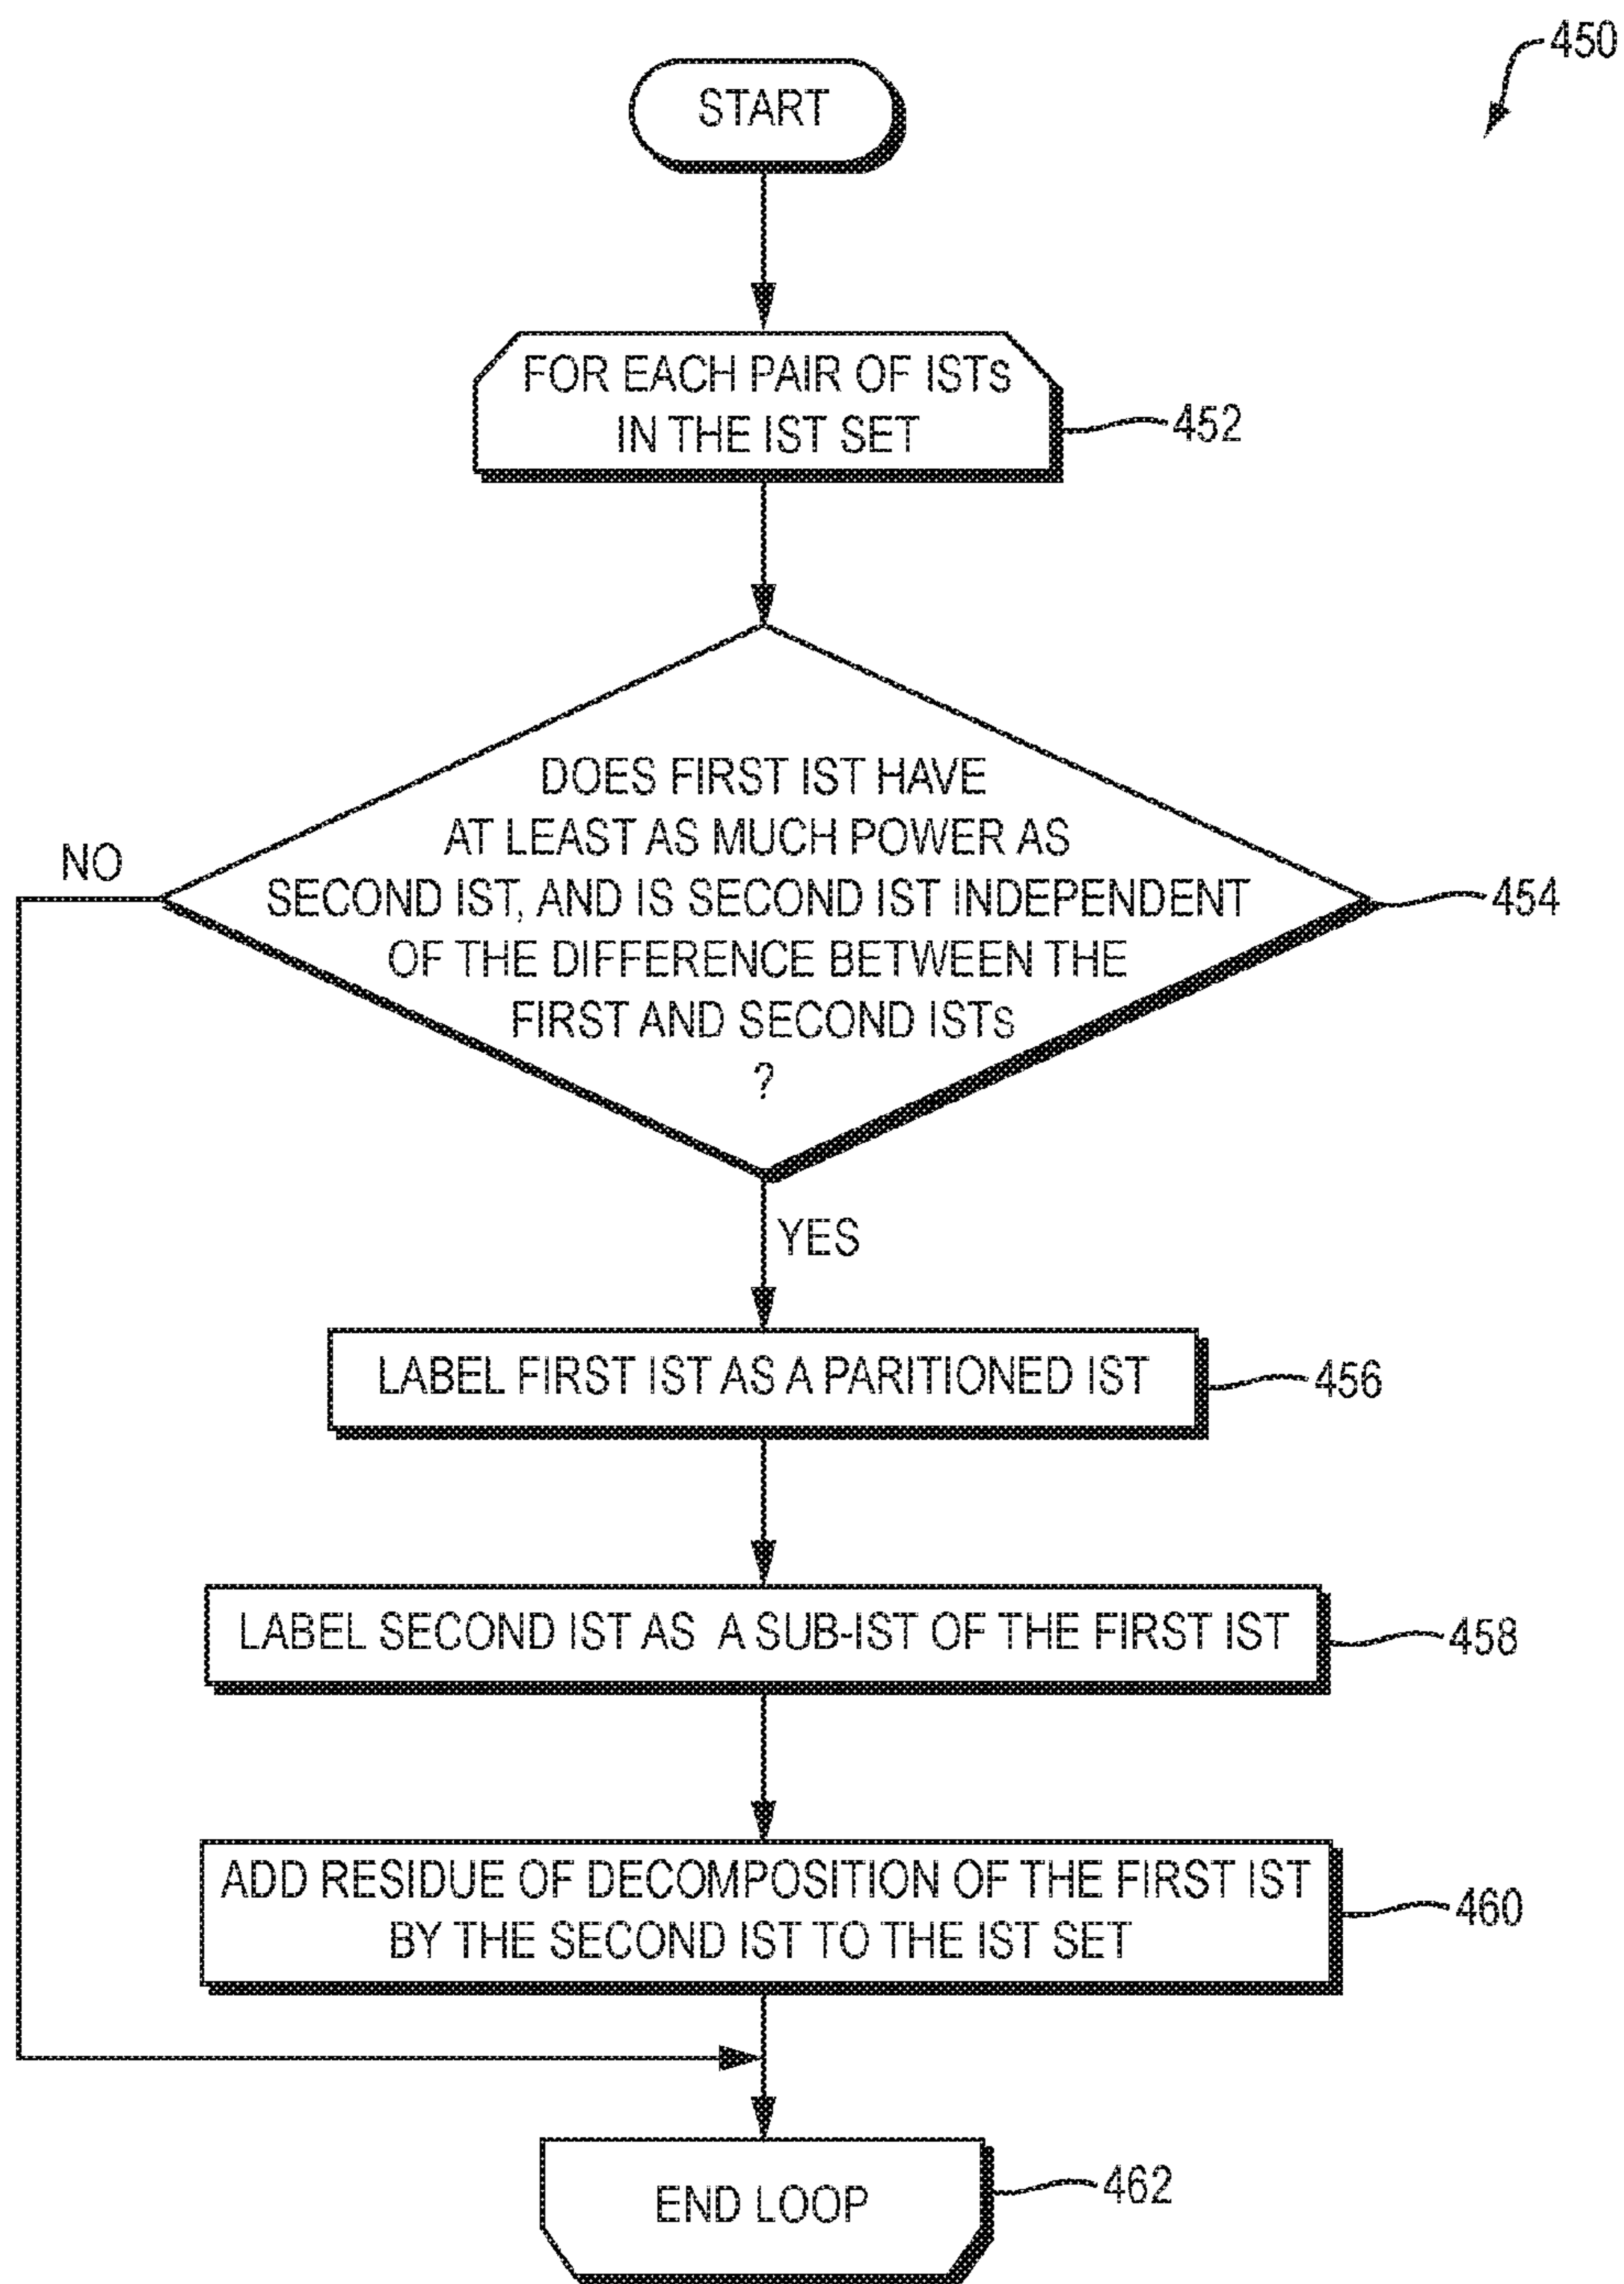 450
START
FOR EACH PAIR OF ISTs
IN THE IST SET
452
DOES FIRST IST HAVE
AT LEAST AS MUCH POWER AS
SECOND IST, AND IS SECOND IST INDEPENDENT
OF THE DIFFERENCE BETWEEN THE
FIRST AND SECOND ISTs
?
454
NO
YES
LABEL FIRST IST AS A PARITIONED IST
456
LABEL SECOND IST AS A SUB-IST OF THE FIRST IST
458
ADD RESIDUE OF DECOMPOSITION OF THE FIRST IST
BY THE SECOND IST TO THE IST SET
460
END LOOP
462